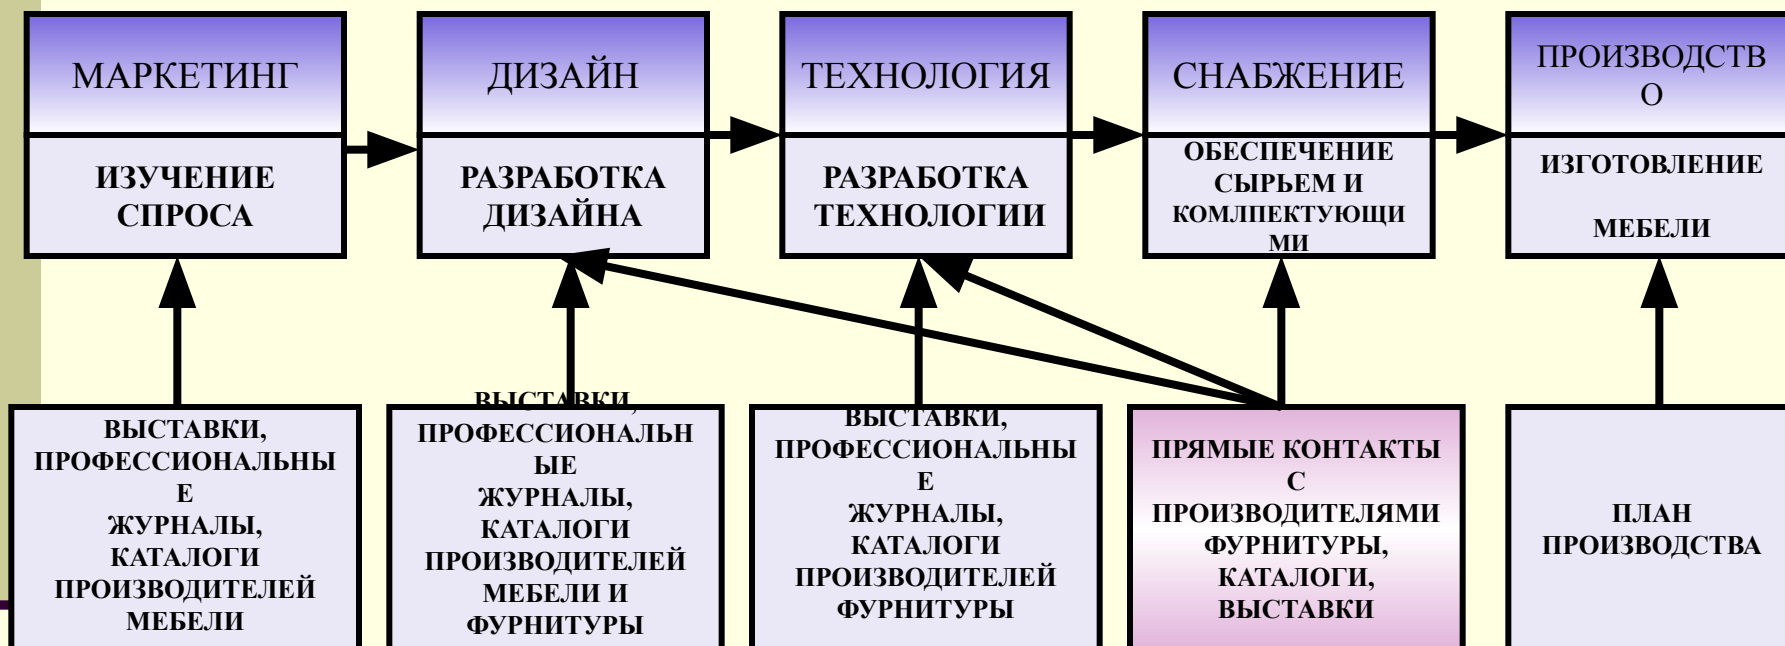 МАРКЕТИНГ
ИЗУЧЕНИЕ
СПРОСА
ДИЗАЙН
РАЗРАБОТКА
ДИЗАЙНА
ТЕХНОЛОГИЯ
РАЗРАБОТКА
ТЕХНОЛОГИИ
СНАБЖЕНИЕ
ОБЕСПЕЧЕНИЕ
СЫРЬЕМ И
КОМЛПЕКТУЮЩИ
МИ
ПРОИЗВОДСТВ
О
ИЗГОТОВЛЕНИЕ
МЕБЕЛИ
ВЫСТАВКИ,
ПРОФЕССИОНАЛЬНЫ
Е
ЖУРНАЛЫ,
КАТАЛОГИ
ПРОИЗВОДИТЕЛЕЙ
МЕБЕЛИ
ВЫСТАВКИ,
ПРОФЕССИОНАЛЬН
ЫЕ
ЖУРНАЛЫ,
КАТАЛОГИ
ПРОИЗВОДИТЕЛЕЙ
МЕБЕЛИ И
ФУРНИТУРЫ
ВЫСТАВКИ,
ПРОФЕССИОНАЛЬНЫ
Е
ЖУРНАЛЫ,
КАТАЛОГИ
ПРОИЗВОДИТЕЛЕЙ
ФУРНИТУРЫ
ПРЯМЫЕ КОНТАКТЫ
С
ПРОИЗВОДИТЕЛЯМИ
ФУРНИТУРЫ,
КАТАЛОГИ,
ВЫСТАВКИ
ПЛАН
ПРОИЗВОДСТВА